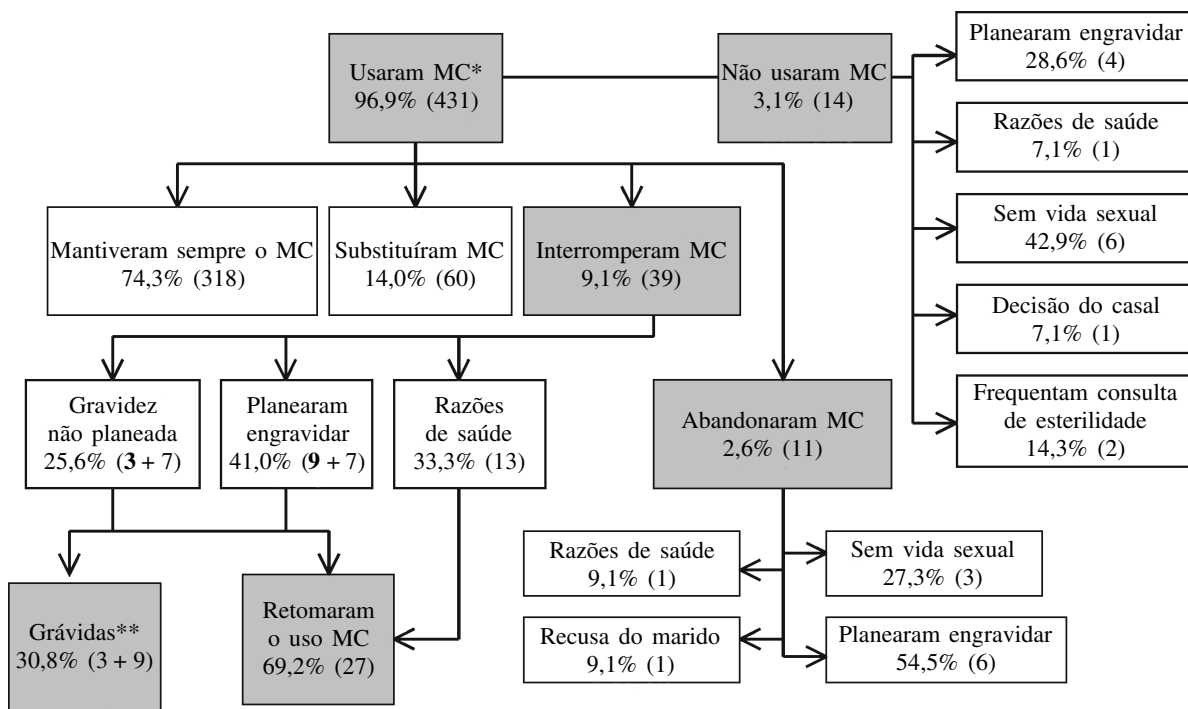 Usaram MC*
96,9% (431)
Não usaram MC
3,1% (14)
Planearam engravidar
28,6% (4)
Razões de saúde
7,1% (1)
Sem vida sexual
42,9% (6)
Decisão do casal
7,1% (1)
Frequentam consulta
de esterilidade
14,3% (2)
Mantiveram sempre o MC
74,3% (318)
Substituíram MC
14,0% (60)
Interromperam MC
9,1% (39)
Gravidez
não planeada
25,6% (3 + 7)
Planearam
engravidar
41,0% (9 + 7)
Razões
de saúde
33,3% (13)
Abandonaram MC
2,6% (11)
Grávidas**
30,8% (3 + 9)
Retomaram
o uso MC
69,2% (27)
Razões de saúde
9,1% (1)
Sem vida sexual
27,3% (3)
Recusa do marido
9,1% (1)
Planearam engravidar
54,5% (6)